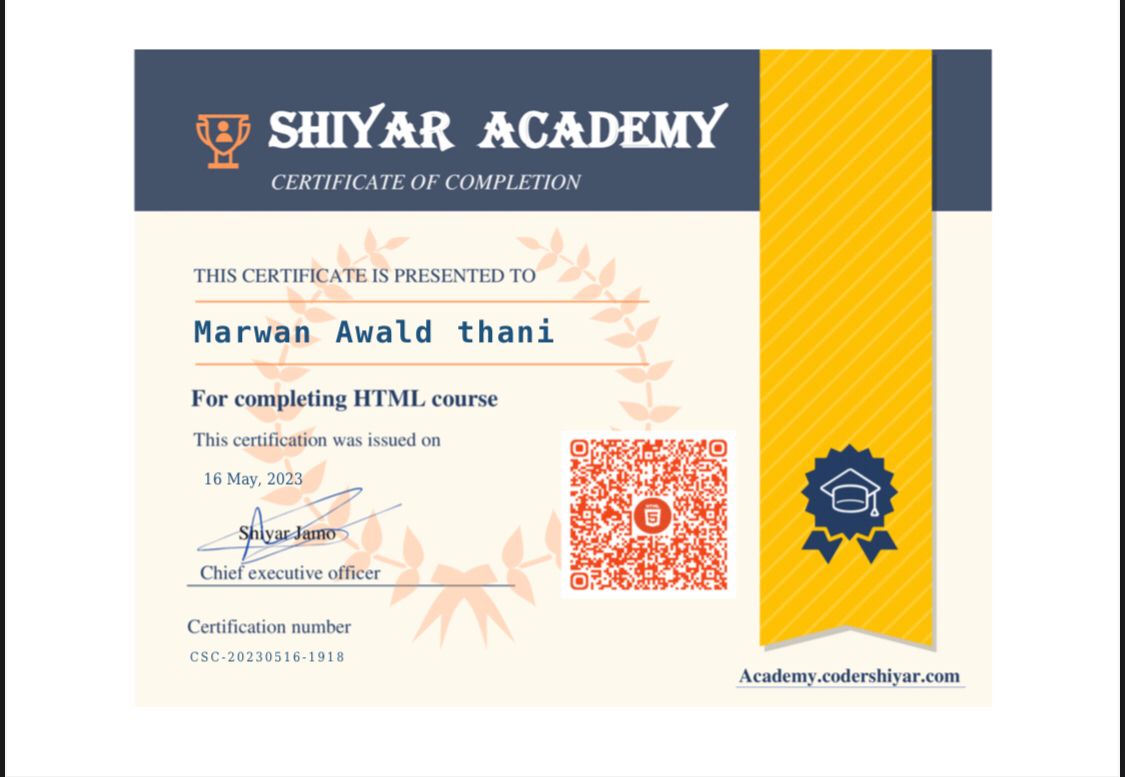 SHIYAR ACADEMY
CERTIFICATE OF COMPLETION
THIS CERTIFICATE IS PRESENTED TO
Marwan Awald thani
For completing HTML course
This certification was issued on
16 May, 2023
Shiyar Jamo
Chief executive officer
Certification number
CSC-20230516-1918
Academy.codershiyar.com